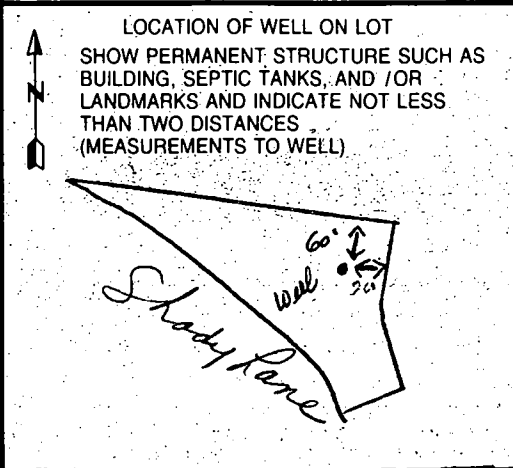 LOCATION OF WELL ON LOT
SHOW PERMANENT STRUCTURE SUCH AS
BUILDING, SEPTIC TANKS, AND /OR
LANDMARKS AND INDICATE NOT LESS
THAN TWO DISTANCES
(MEASUREMENTS TO WELL)
N
60'
Well
Shady Lane